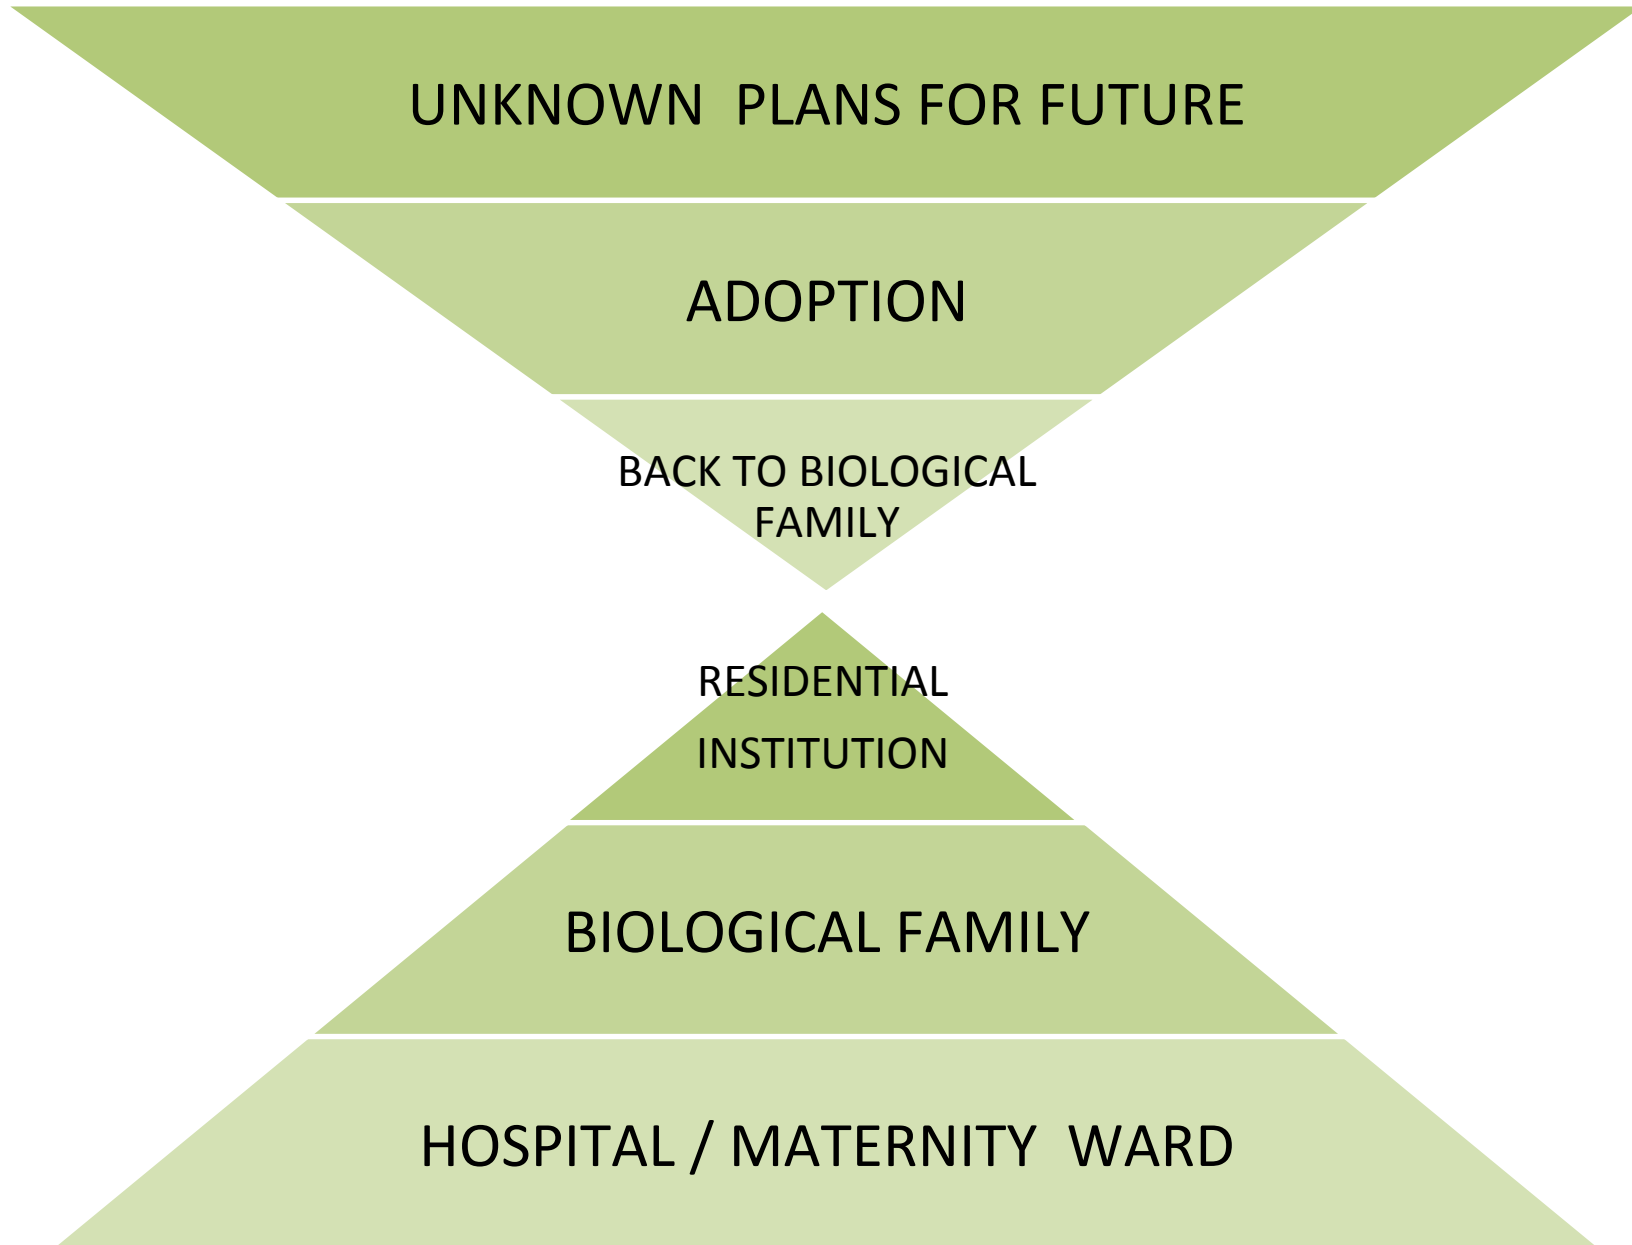 UNKNOWN PLANS FOR FUTURE
ADOPTION
BACK TO BIOLOGICAL
FAMILY
RESIDENTIAL
INSTITUTION
BIOLOGICAL FAMILY
HOSPITAL / MATERNITY WARD